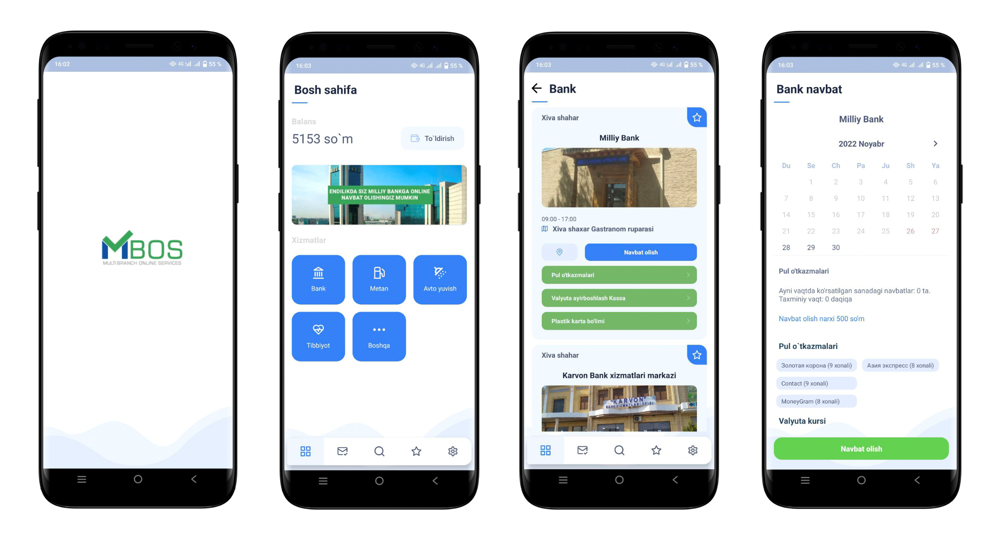 16:02
4G 55 %
MBOS
MULTI BRANCH ONLINE SERVICES
16:03
4G 55 %
Bosh sahifa
Balans
5153 so`m
To`ldirish
ENDILIKDA SIZ MILLIY BANKGA ONLINE
NAVBAT OLISHINGIZ MUMKIN
Xizmatlar
Bank
Metan
Avto yuvish
Tibbiyot
Boshqa
16:03
4G 55 %
Bank
Xiva shahar
Milliy Bank
09:00 - 17:00
Xiva shaxar Gastranom ruparasi
Navbat olish
Pul o'tkazmalari
Valyuta ayirboshlash Kassa
Plastik karta bo'limi
Xiva shahar
Karvon Bank xizmatlari markazi
"KARVON"
BANK XIZMATLARI OFISI
16:03
4G 55 %
Bank navbat
Milliy Bank
2022 Noyabr
Du Se Ch Pa Ju Sh Ya
1 2 3 4 5 6
7 8 9 10 11 12 13
14 15 16 17 18 19 20
21 22 23 24 25 26 27
28 29 30
Pul o'tkazmalari
Ayni vaqtda ko'rsatilgan sanadagi navbatlar: 0 ta.
Taxminiy vaqt: 0 daqiqa
Navbat olish narxi 500 so'm
Pul o`tkazmalari
Золотая корона (9 xonali) Азия экспресс (8 xonali)
Contact (9 xonali)
MoneyGram (8 xonali)
Valyuta kursi
Navbat olish